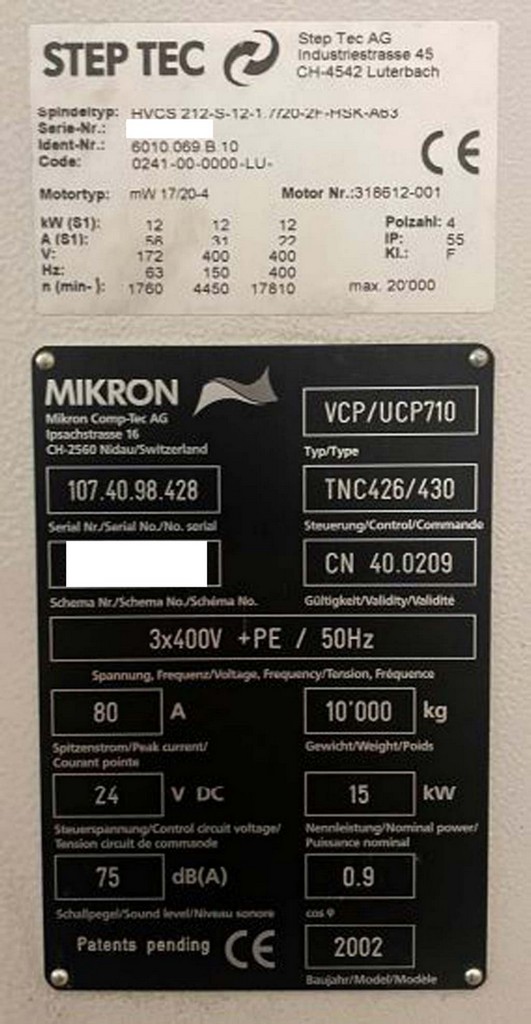 STEP TEC
Step Tec AG
Industriestrasse 45
CH-4542 Luterbach
Spindeltyp: HVCS 212-S-12-1.7/20-2F-HSK-A63
Serie-Nr.:
Ident-Nr.: 6010.069.B.10
Code: 0241-00-0000-LU-
CE
Motortyp: mW 17/20-4 Motor Nr.:318612-001
kW (S1): 12 12 12 Polzahl: 4
A (S1): 56 31 22 IP: 55
V: 172 400 400 Kl.: F
Hz: 63 150 400
n (min- ): 1760 4450 17810 max. 20'000
MIKRON
Mikron Comp-Tec AG
Ipsachstrasse 16
CH-2560 Nidau/Switzerland
VCP/UCP710
Typ/Type
107.40.98.428
Serial Nr./Serial No./No. serial
TNC426/430
Steuerung/Control/Commande
Schema Nr./Schema No./Schéma No.
CN 40.0209
Gültigkeit/Validity/Validité
3x400V +PE / 50Hz
Spannung, Frequenz/Voltage, Frequency/Tension, Fréquence
80 A
Spitzenstrom/Peak current/
Courant pointe
10'000 kg
Gewicht/Weight/Poids
24 V DC
Steuerspannung/Control circuit voltage/
Tension circuit de commande
15 kW
Nennleistung/Nominal power/
Puissance nominal
75 dB(A)
Schallpegel/Sound level/Niveau sonore
0.9
cos φ
Patents pending CE
2002
Baujahr/Model/Modèle